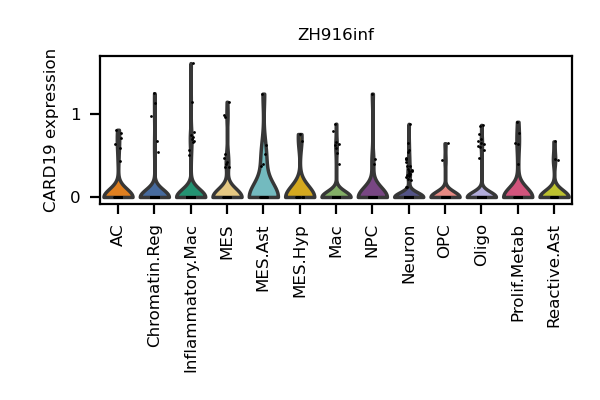 ZH916inf
CARD19 expression
1
0
AC
Chromatin.Reg
Inflammatory.Mac
MES
MES.Ast
MES.Hyp
Mac
NPC
Neuron
OPC
Oligo
Prolif.Metab
Reactive.Ast